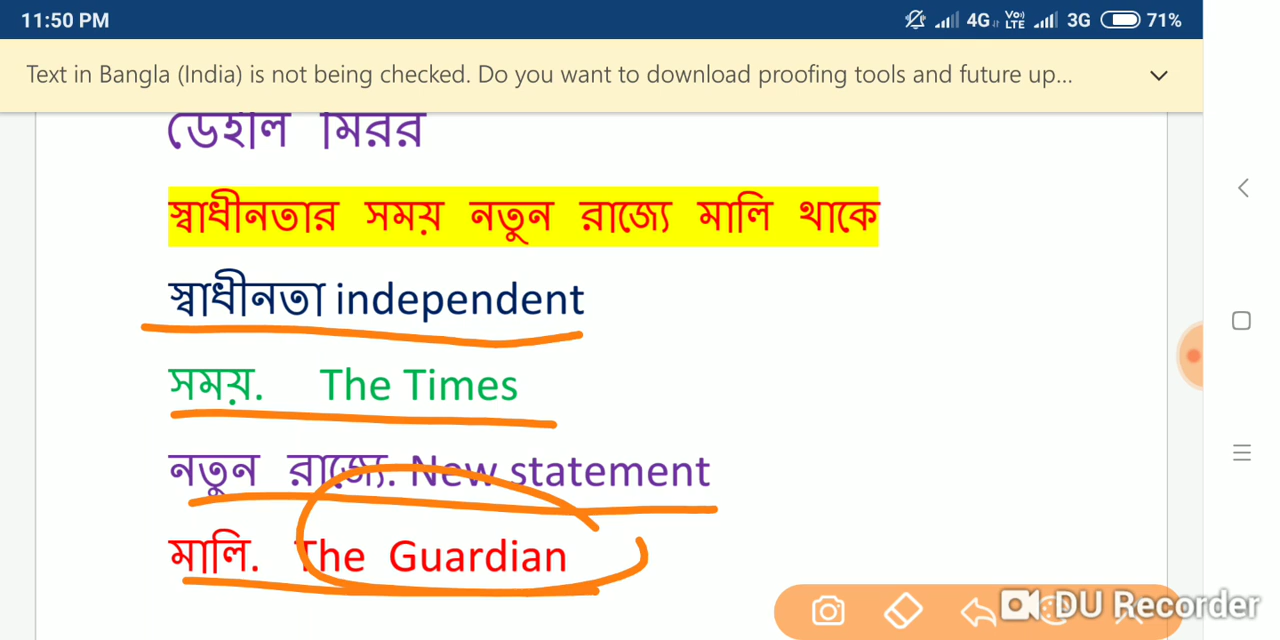 11:50 PM 4G VoLTE 3G 71%
Text in Bangla (India) is not being checked. Do you want to download proofing tools and future up...
ডেইলি মিরর
স্বাধীনতার সময় নতুন রাজ্যে মালি থাকে
স্বাধীনতা independent
সময়. The Times
নতুন রাজ্যে. New statement
মালি. The Guardian
DU Recorder